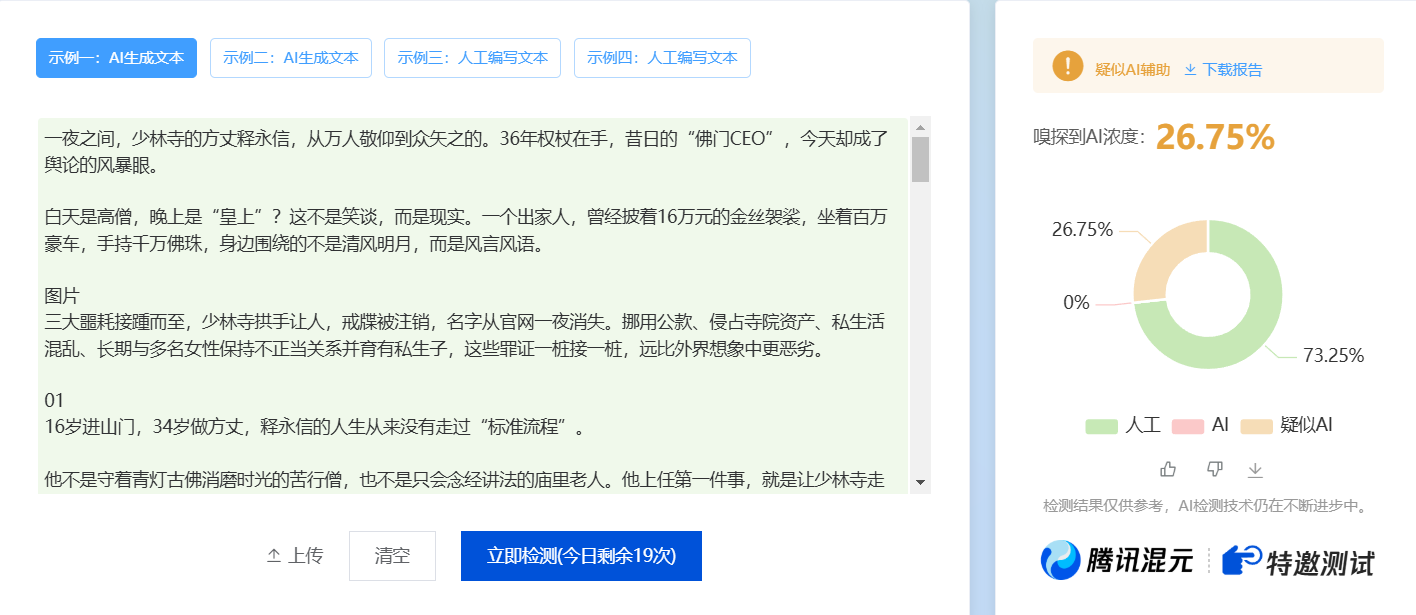 示例一：AI生成文本
示例二：AI生成文本
示例三：人工编写文本
示例四：人工编写文本
一夜之间，少林寺的方丈释永信，从万人敬仰到众矢之的。36年权杖在手，昔日的“佛门CEO”，今天却成了
舆论的风暴眼。
白天是高僧，晚上是“皇上”？这不是笑谈，而是现实。一个出家人，曾经披着16万元的金丝袈裟，坐着百万
豪车，手持千万佛珠，身边围绕的不是清风明月，而是风言风语。
图片
三大噩耗接踵而至，少林寺拱手让人，戒牒被注销，名字从官网一夜消失。挪用公款、侵占寺院资产、私生活
混乱、长期与多名女性保持不正当关系并育有私生子，这些罪证一桩接一桩，远比外界想象中更恶劣。
01
16岁进山门，34岁做方丈，释永信的人生从来没有走过“标准流程”。
他不是守着青灯古佛消磨时光的苦行僧，也不是只会念经讲法的庙里老人。他上任第一件事，就是让少林寺走
上传
清空
立即检测(今日剩余19次)
疑似AI辅助
下载报告
嗅探到AI浓度：26.75%
26.75%
0%
73.25%
人工
AI
疑似AI
检测结果仅供参考，AI检测技术仍在不断进步中。
腾讯混元
特邀测试